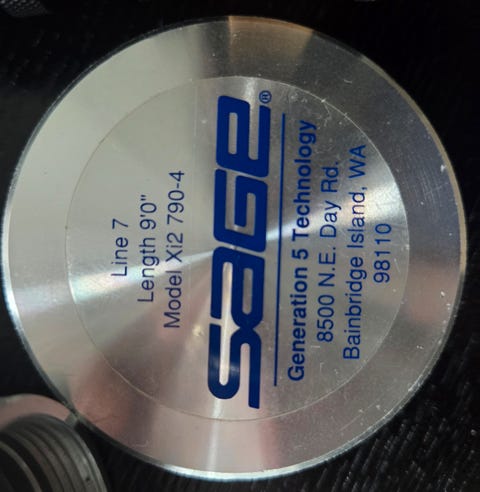 Line 7
Length 9'0"
Model Xi2 790-4
SAGE®
Generation 5 Technology
8500 N.E. Day Rd.
Bainbridge Island, WA
98110